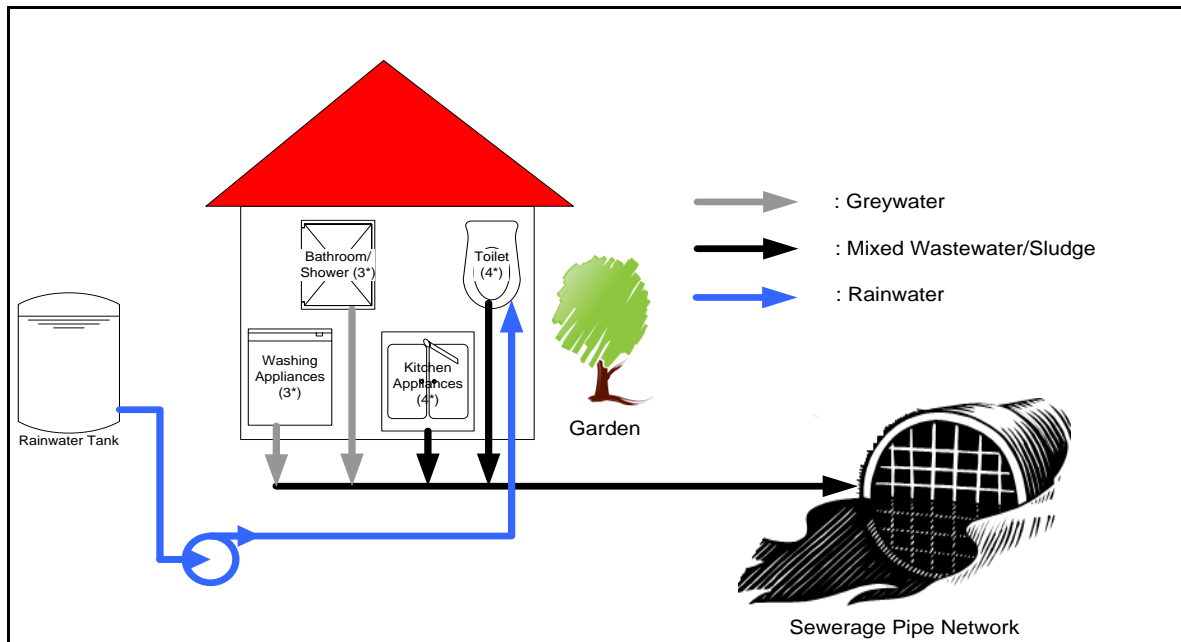 Bathroom/
Shower (3*)
Toilet
(4*)
Washing
Appliances
(3*)
Kitchen
Appliances
(4*)
Rainwater Tank
Garden
: Greywater
: Mixed Wastewater/Sludge
: Rainwater
Sewerage Pipe Network